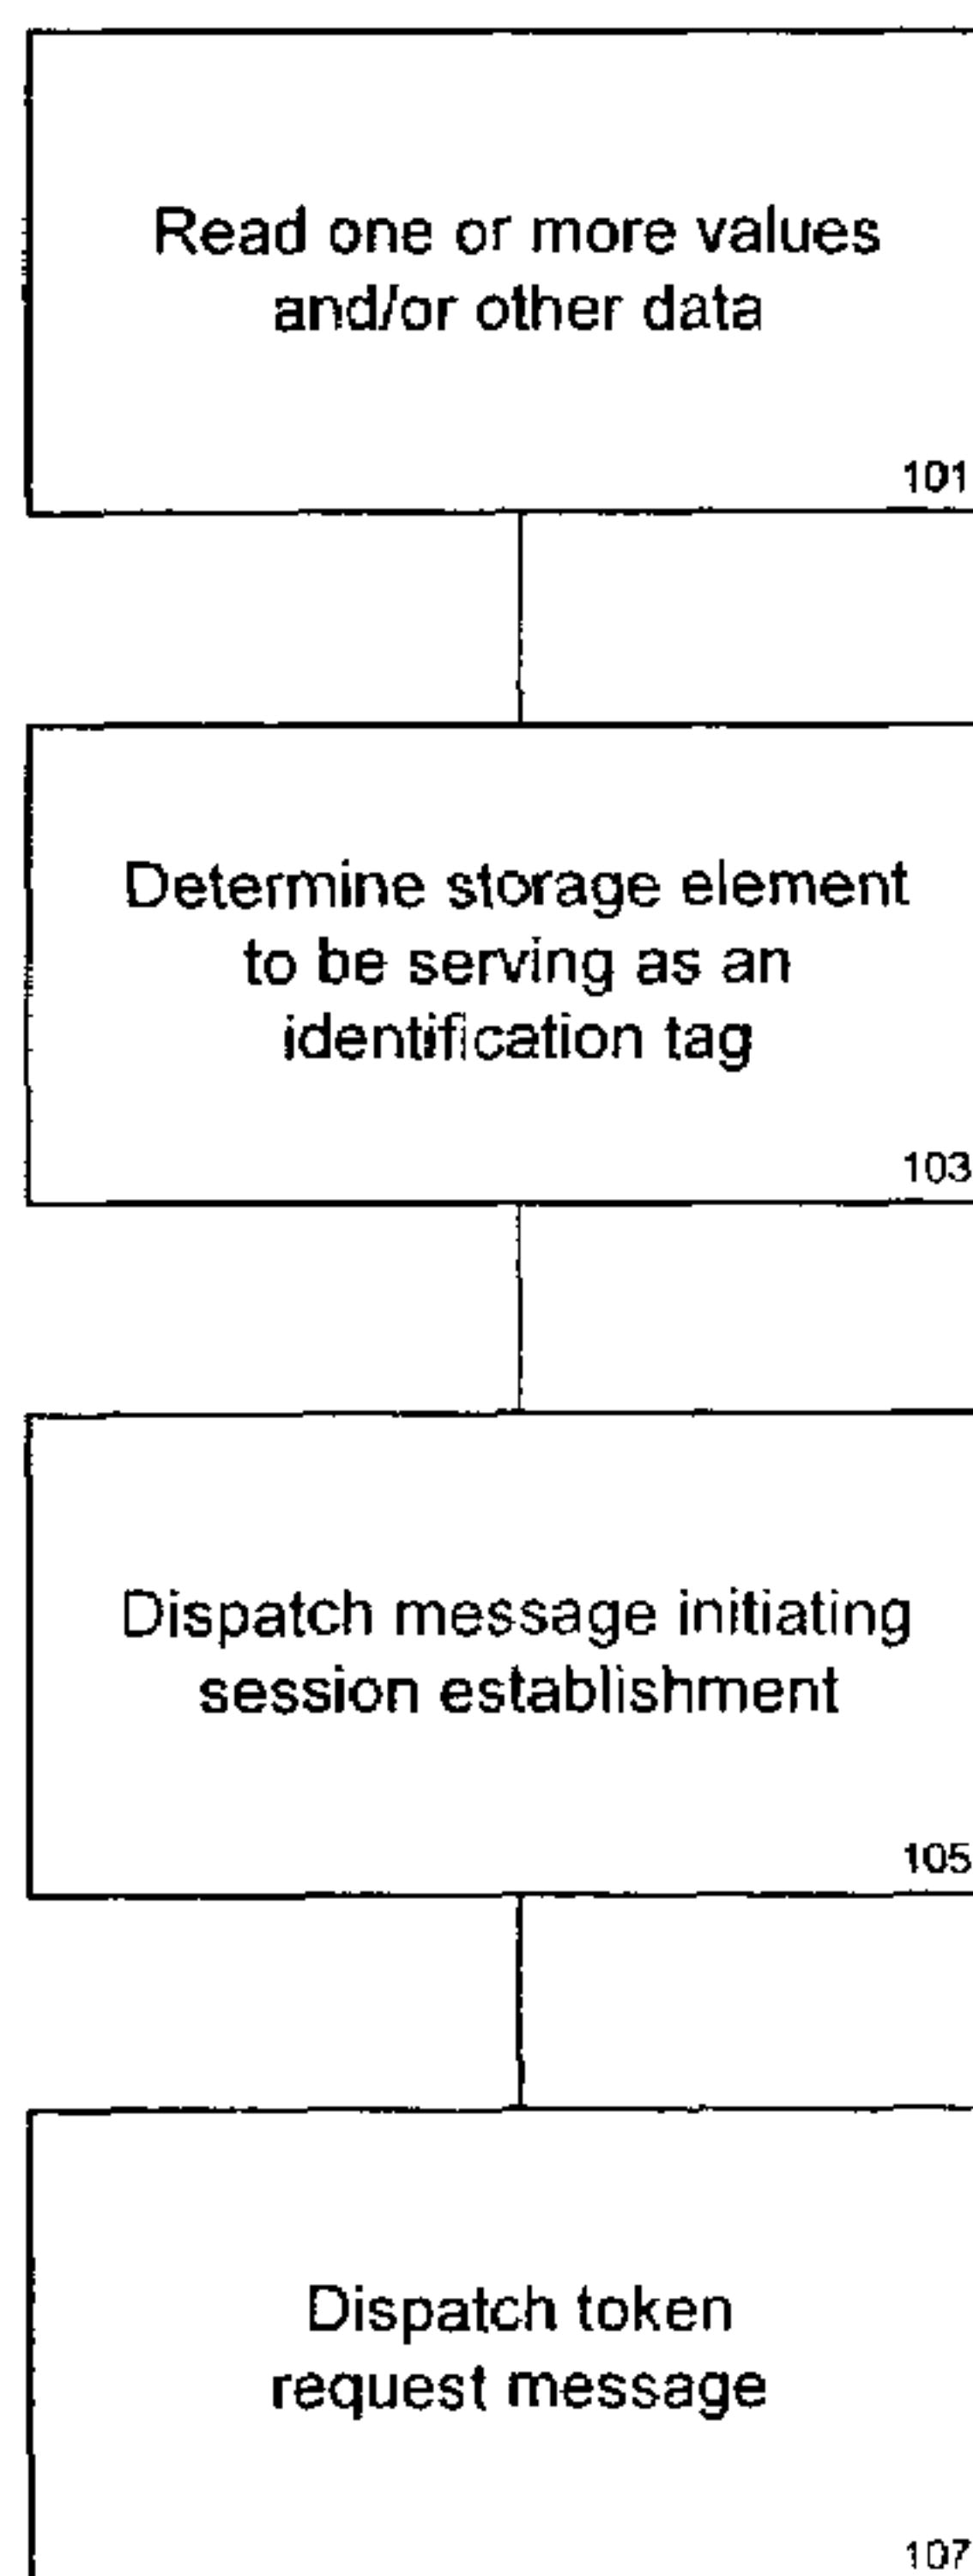 Read one or more values
and/or other data
101
Determine storage element
to be serving as an
identification tag
103
Dispatch message initiating
session establishment
105
Dispatch token
request message
107